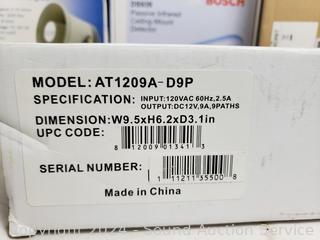 BOSCH
Passive Infrared
Ceiling Mount
Detector
MODEL: AT1209A-D9P
SPECIFICATION: INPUT:120VAC 60Hz, 2.5A
OUTPUT:DC12V,9A,9PATHS
DIMENSION:W9.5xH6.2xD3.1in
UPC CODE:
8 12009 01341 3
SERIAL NUMBER:
1 11211 35500 8
Made in China
Copyright 2024 - Sound Auction Service